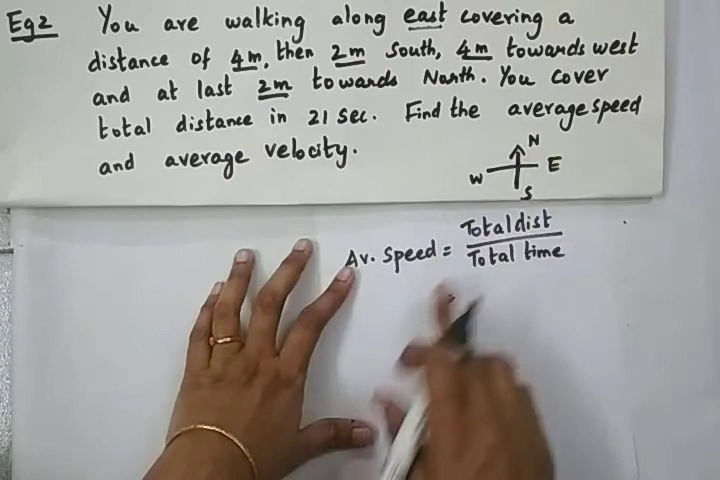 Eg2 You are walking along east covering a
distance of 4m, then 2m South, 4m towards west
and at last 2m towards North. You cover
total distance in 21 sec. Find the average speed
and average velocity.
N
W E
S
Av. Speed = Total dist
Total time